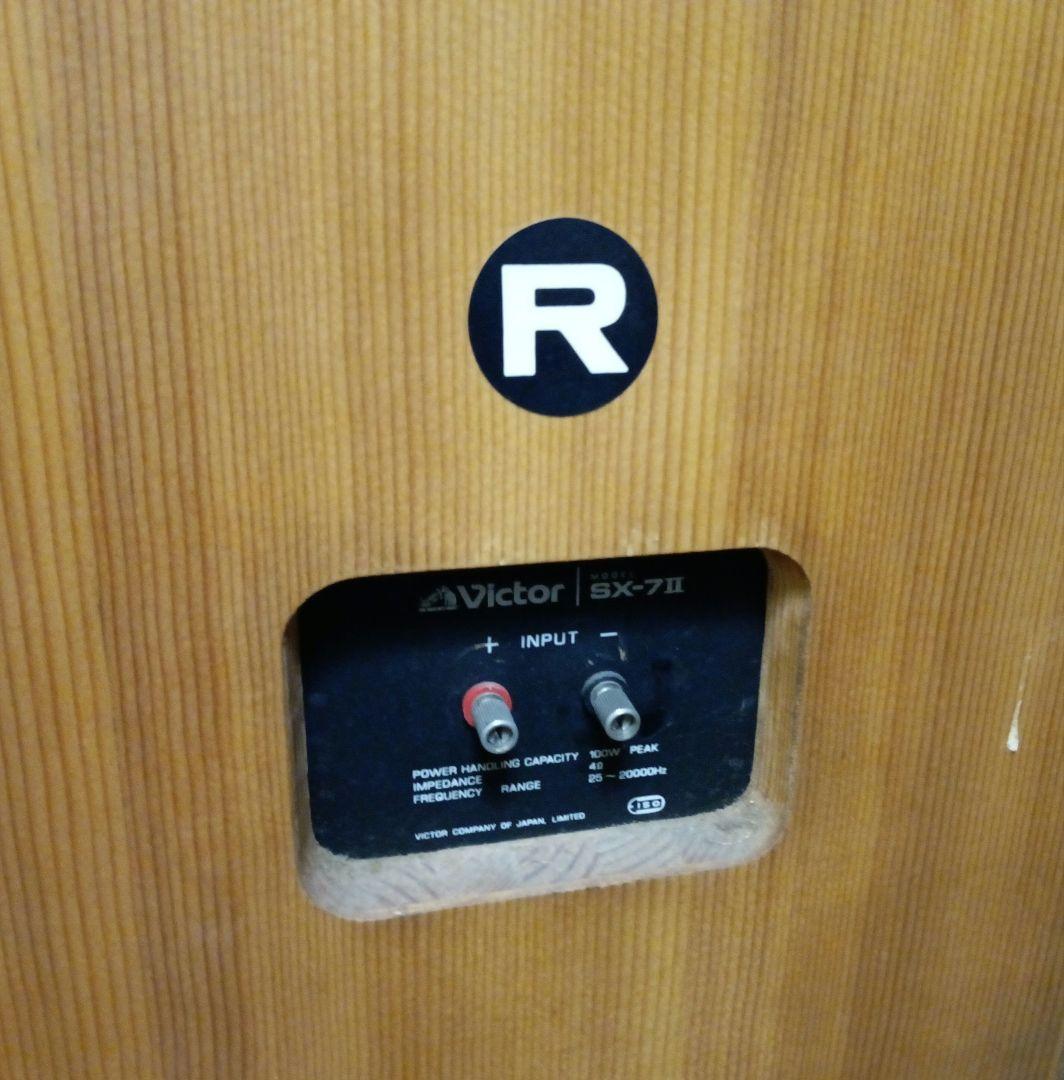 R
Victor
MODEL
SX-7II
+ INPUT −
POWER HANDLING CAPACITY 100W PEAK
IMPEDANCE 4Ω
FREQUENCY RANGE 25～20000Hz
VICTOR COMPANY OF JAPAN, LIMITED